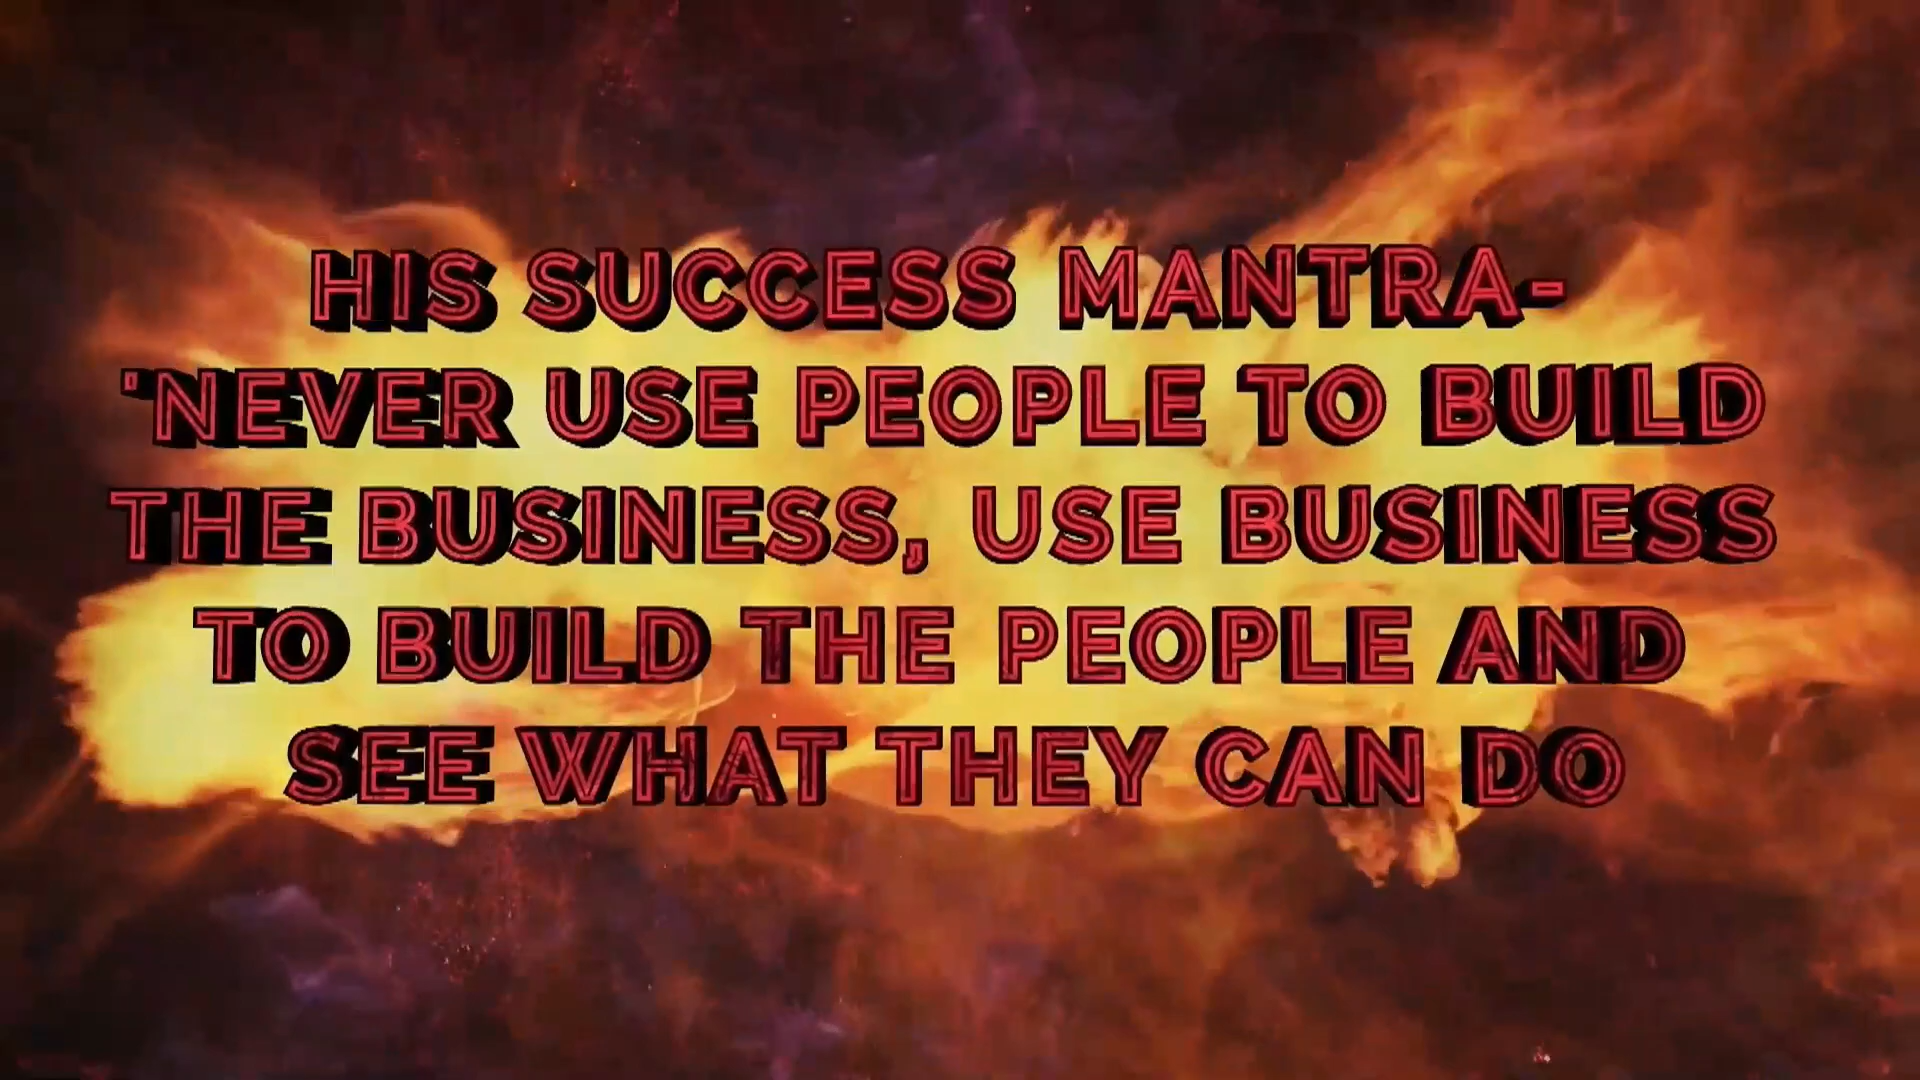 HIS SUCCESS MANTRA-
'NEVER USE PEOPLE TO BUILD
THE BUSINESS, USE BUSINESS
TO BUILD THE PEOPLE AND
SEE WHAT THEY CAN DO